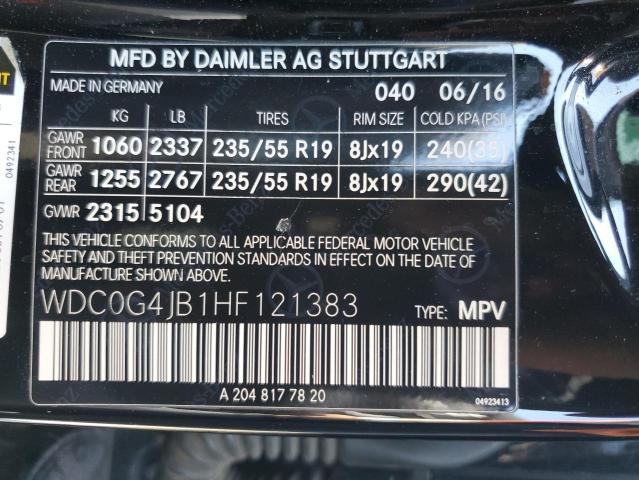 MFD BY DAIMLER AG STUTTGART
MADE IN GERMANY 040 06/16
KG LB TIRES RIM SIZE COLD KPA(PSI)
GAWR FRONT 1060 2337 235/55 R19 8Jx19 240(35)
GAWR REAR 1255 2767 235/55 R19 8Jx19 290(42)
GVWR 2315 5104
THIS VEHICLE CONFORMS TO ALL APPLICABLE FEDERAL MOTOR VEHICLE
SAFETY AND THEFT PREVENTION STANDARDS IN EFFECT ON THE DATE OF
MANUFACTURE SHOWN ABOVE.
WDC0G4JB1HF121383 TYPE: MPV
A 204 817 78 20
04923413
0492341